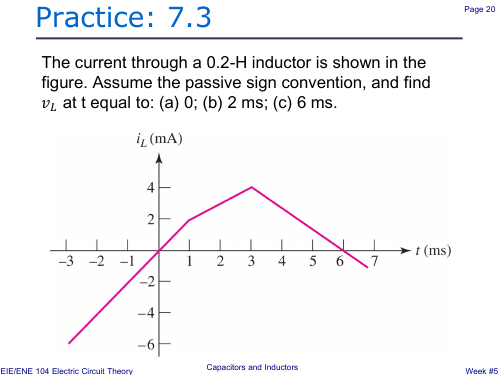 Practice: 7.3
Page 20
The current through a 0.2-H inductor is shown in the
figure. Assume the passive sign convention, and find
𝑣𝐿 at t equal to: (a) 0; (b) 2 ms; (c) 6 ms.
iL (mA)
4
2
–3 –2 –1 1 2 3 4 5 6 7 t (ms)
–2
–4
–6
EIE/ENE 104 Electric Circuit Theory
Capacitors and Inductors
Week #5